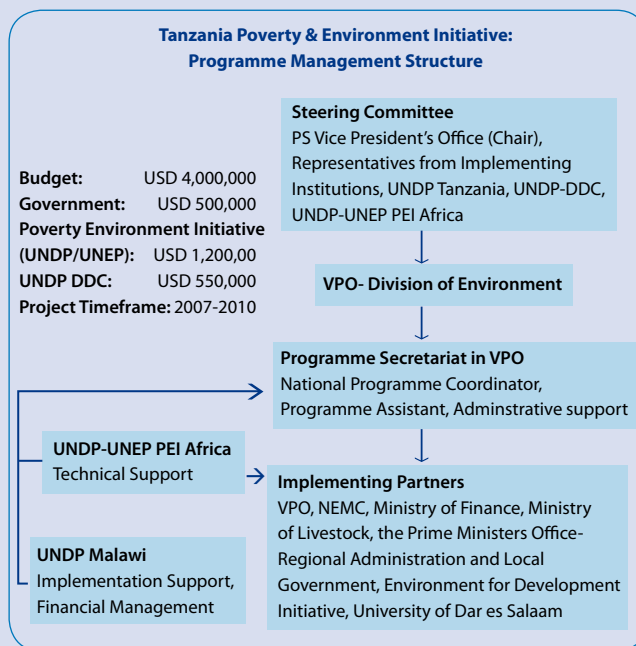 Tanzania Poverty & Environment Initiative:
Programme Management Structure
Steering Committee
PS Vice President's Office (Chair),
Representatives from Implementing
Institutions, UNDP Tanzania, UNDP-DDC,
UNDP-UNEP PEI Africa
Budget: USD 4,000,000
Government: USD 500,000
Poverty Environment Initiative
(UNDP/UNEP): USD 1,200,00
UNDP DDC: USD 550,000
Project Timeframe: 2007-2010
VPO- Division of Environment
Programme Secretariat in VPO
National Programme Coordinator,
Programme Assistant, Adminstrative support
UNDP-UNEP PEI Africa
Technical Support
Implementing Partners
VPO, NEMC, Ministry of Finance, Ministry
of Livestock, the Prime Ministers Office-
Regional Administration and Local
Government, Environment for Development
Initiative, University of Dar es Salaam
UNDP Malawi
Implementation Support,
Financial Management